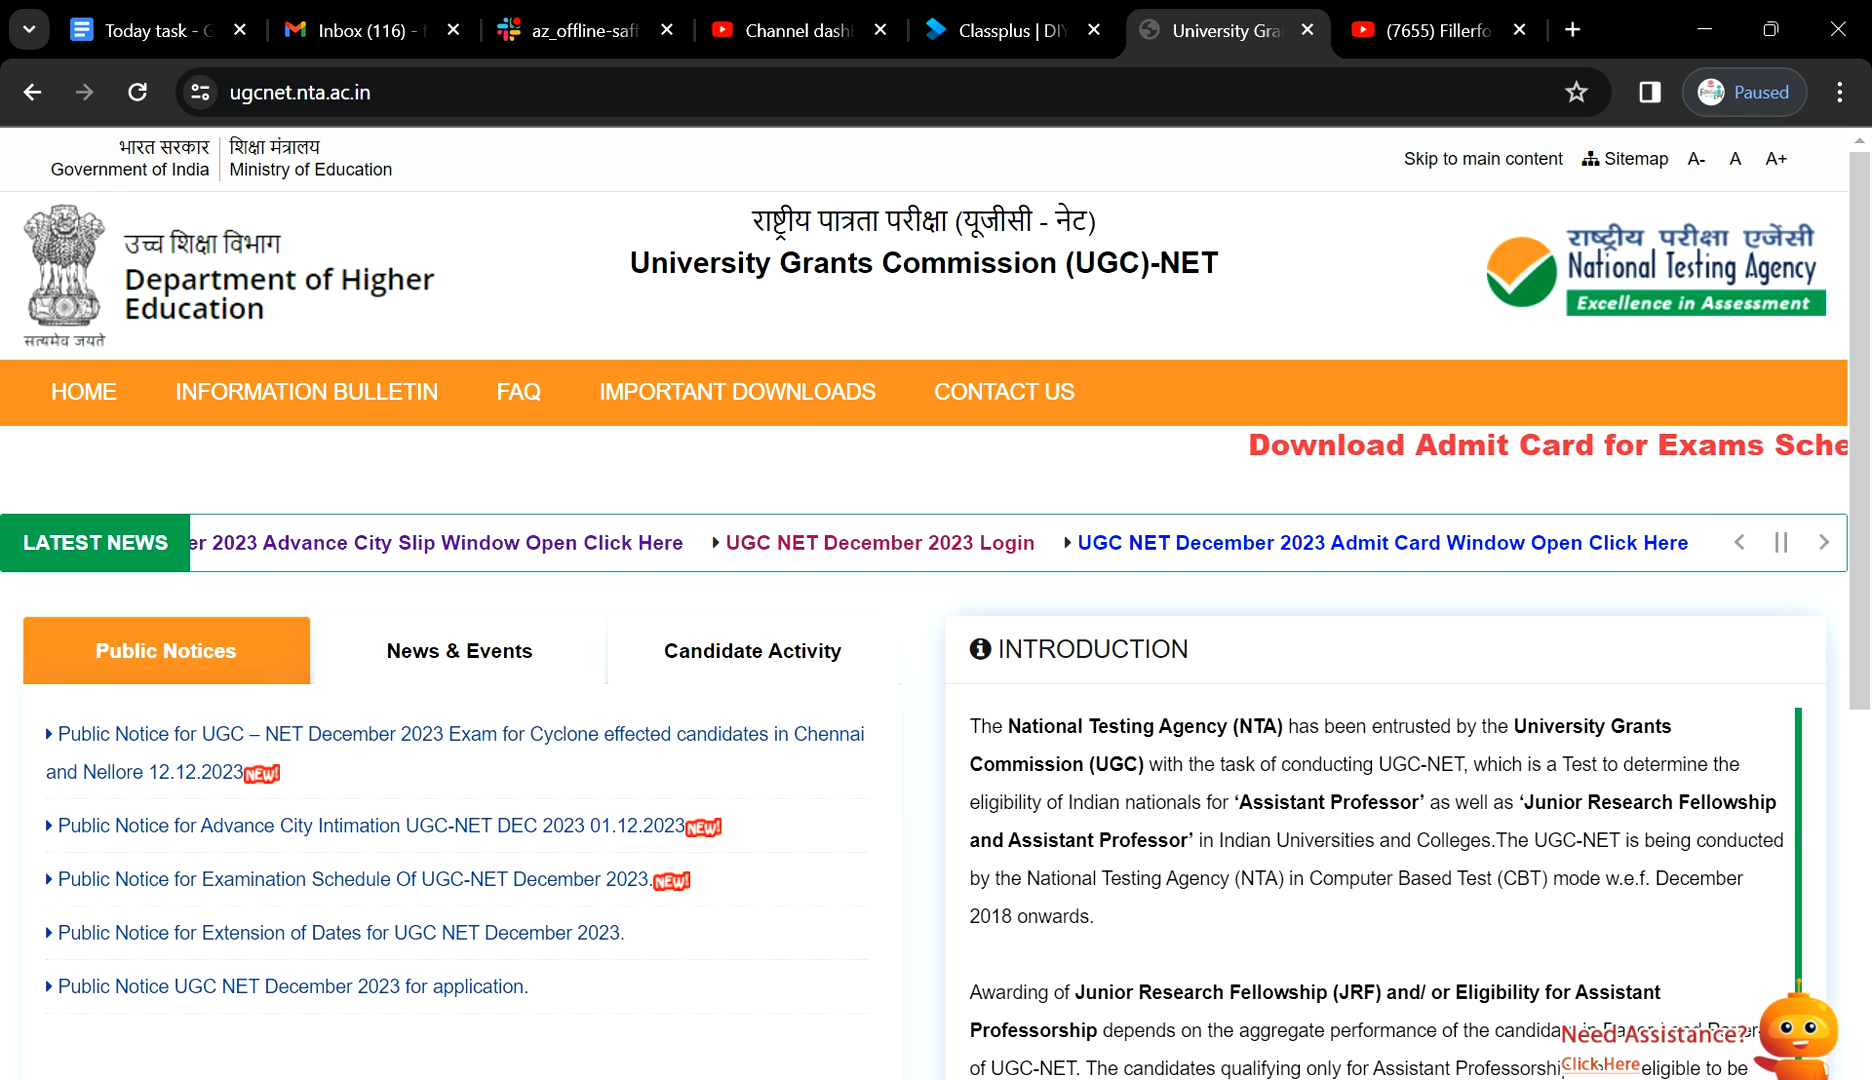 Today task - G
Inbox (116) -
az_offline-saff
Channel dash
Classplus | DI
University Gra
(7655) Fillerfo
ugcnet.nta.ac.in
Paused
भारत सरकार
Government of India
शिक्षा मंत्रालय
Ministry of Education
Skip to main content Sitemap A- A A+
सत्यमेव जयते
उच्च शिक्षा विभाग
Department of Higher
Education
राष्ट्रीय पात्रता परीक्षा (यूजीसी - नेट)
University Grants Commission (UGC)-NET
राष्ट्रीय परीक्षा एजेंसी
National Testing Agency
Excellence in Assessment
HOME INFORMATION BULLETIN FAQ IMPORTANT DOWNLOADS CONTACT US
Download Admit Card for Exams Sche
LATEST NEWS
er 2023 Advance City Slip Window Open Click Here UGC NET December 2023 Login UGC NET December 2023 Admit Card Window Open Click Here
Public Notices News & Events Candidate Activity
Public Notice for UGC – NET December 2023 Exam for Cyclone effected candidates in Chennai
and Nellore 12.12.2023 NEW!
Public Notice for Advance City Intimation UGC-NET DEC 2023 01.12.2023 NEW!
Public Notice for Examination Schedule Of UGC-NET December 2023. NEW!
Public Notice for Extension of Dates for UGC NET December 2023.
Public Notice UGC NET December 2023 for application.
INTRODUCTION
The National Testing Agency (NTA) has been entrusted by the University Grants
Commission (UGC) with the task of conducting UGC-NET, which is a Test to determine the
eligibility of Indian nationals for ‘Assistant Professor’ as well as ‘Junior Research Fellowship
and Assistant Professor’ in Indian Universities and Colleges.The UGC-NET is being conducted
by the National Testing Agency (NTA) in Computer Based Test (CBT) mode w.e.f. December
2018 onwards.
Awarding of Junior Research Fellowship (JRF) and/ or Eligibility for Assistant
Professorship depends on the aggregate performance of the candida
of UGC-NET. The candidates qualifying only for Assistant Professorshi eligible to be
Need Assistance?
Click Here